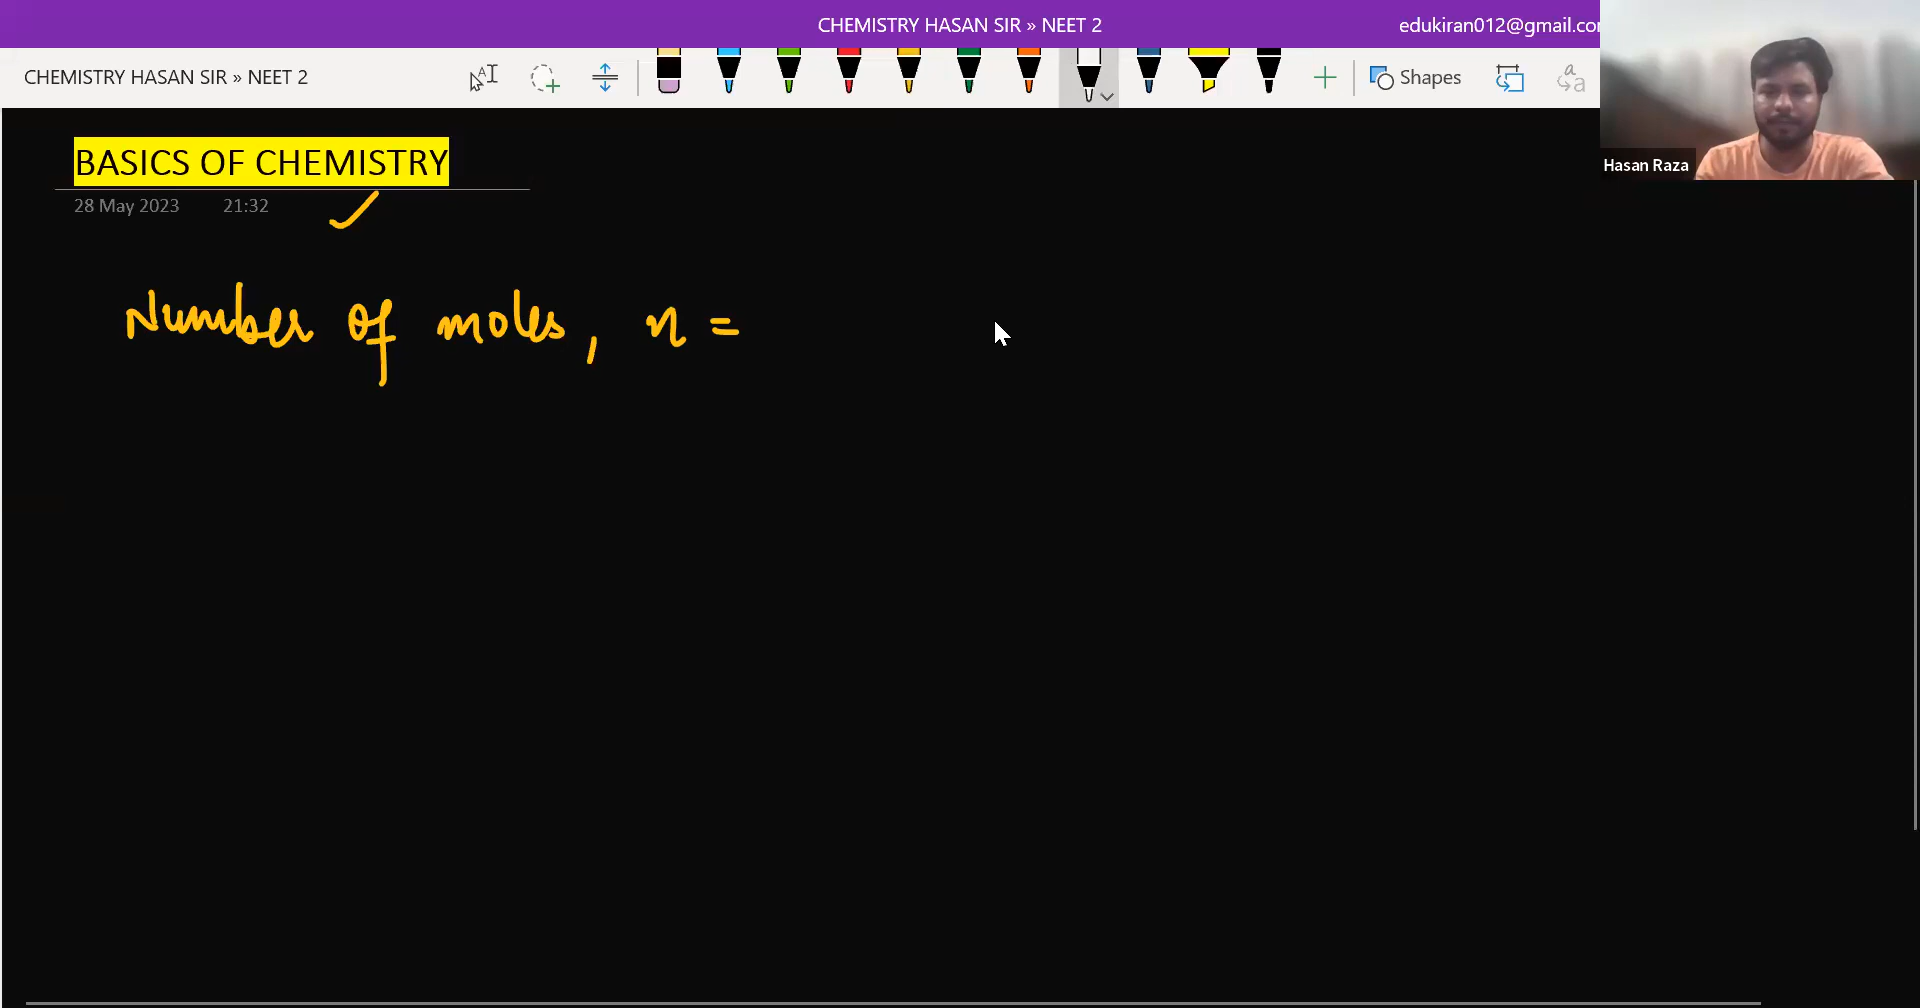 CHEMISTRY HASAN SIR » NEET 2 edukiran012@gmail.co
CHEMISTRY HASAN SIR » NEET 2 Shapes
Hasan Raza
BASICS OF CHEMISTRY
28 May 2023 21:32
Number of moles, n =